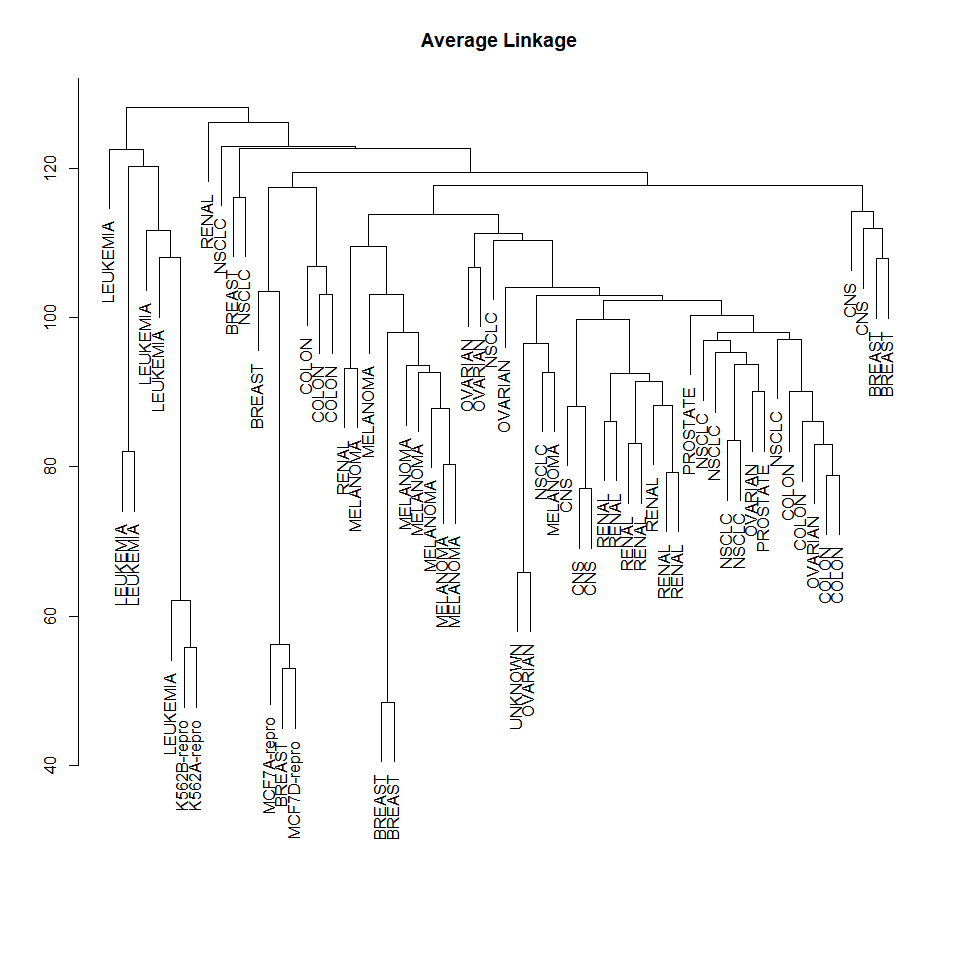 Average Linkage
120
100
80
60
40
LEUKEMIA
LEUKEMIA
LEUKEMIA
LEUKEMIA
LEUKEMIA
LEUKEMIA
K562B-repro
K562A-repro
RENAL
NSCLC
BREAST
NSCLC
BREAST
MCF7A-repro
BREAST
MCF7D-repro
COLON
COLON
COLON
RENAL
MELANOMA
MELANOMA
BREAST
BREAST
MELANOMA
MELANOMA
MELANOMA
MELANOMA
MELANOMA
OVARIAN
OVARIAN
NSCLC
OVARIAN
UNKNOWN
OVARIAN
NSCLC
MELANOMA
CNS
CNS
CNS
RENAL
RENAL
RENAL
RENAL
RENAL
RENAL
RENAL
PROSTATE
NSCLC
NSCLC
NSCLC
NSCLC
OVARIAN
PROSTATE
NSCLC
COLON
COLON
OVARIAN
COLON
COLON
CNS
CNS
BREAST
BREAST